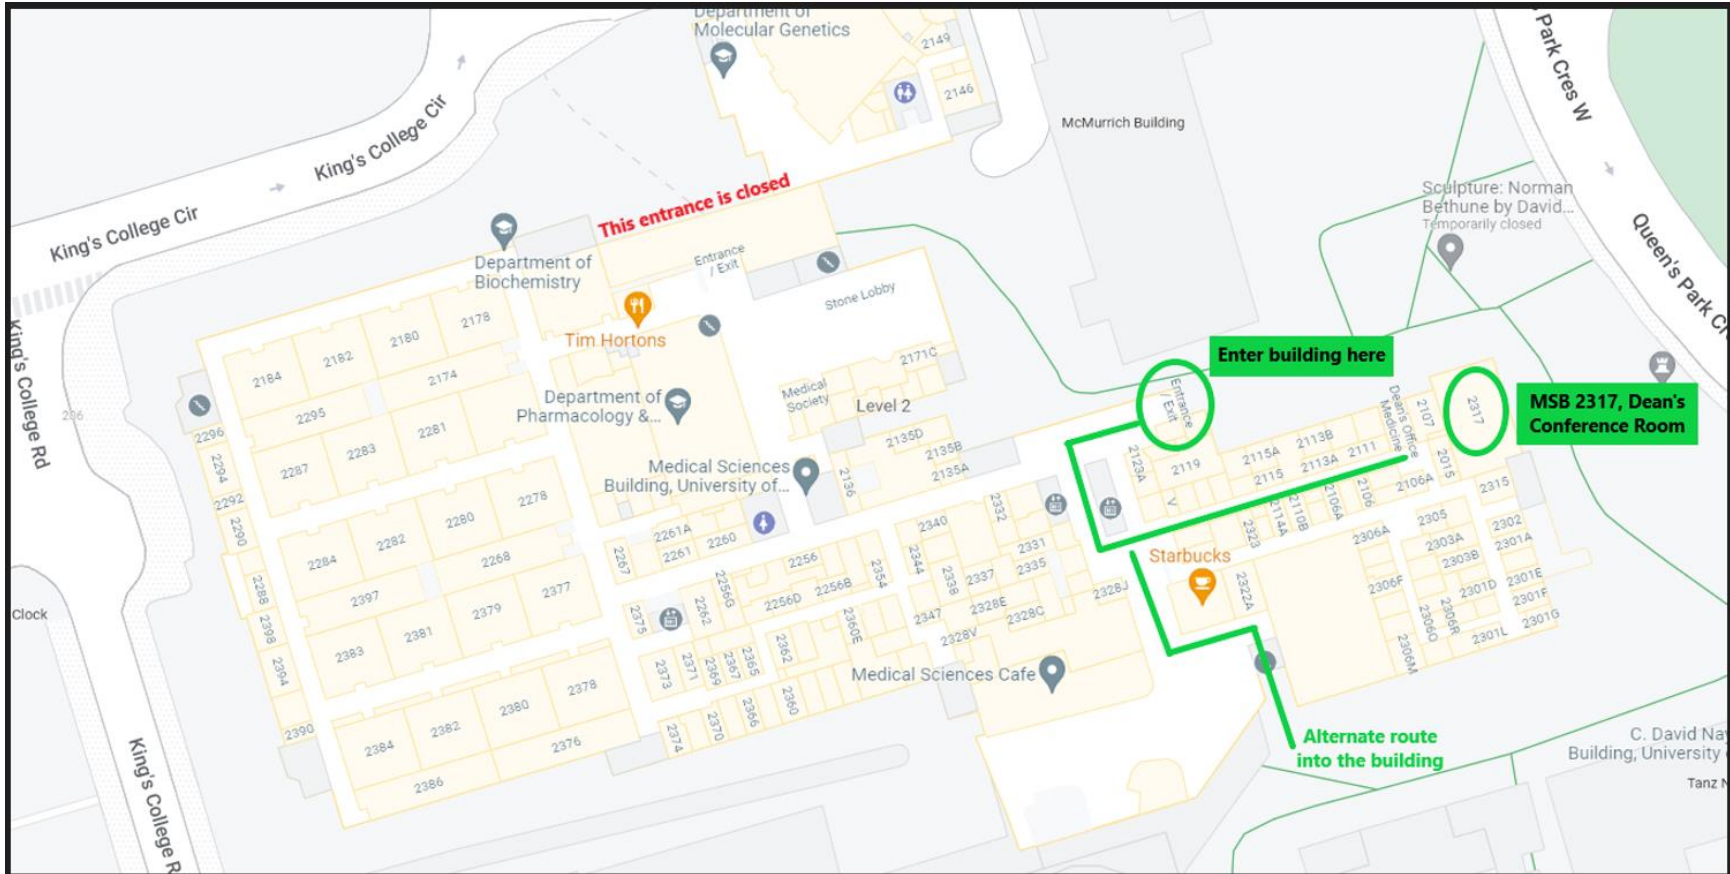 Department of
Molecular Genetics
2149
2146
McMurrich Building
Park Cres W
Queen's Park Cr
King's College Cir
King's College Cir
King's College Rd
King's College R
This entrance is closed
Sculpture: Norman
Bethune by David...
Temporarily closed
Department of
Biochemistry
Entrance
/ Exit
Stone Lobby
Tim Hortons
Enter building here
MSB 2317, Dean's
Conference Room
2184
2182
2180
2178
2174
2295
2171C
Medical
Society
Level 2
Department of
Pharmacology &...
Entrance
/ Exit
Dean's Office
Medicine
2107
2317
2296
2294
2292
2290
2287
2283
2281
2135D
2135B
2135A
2136
Medical Sciences
Building, University of...
2123A
2119
2115A
2113B
2115
2113A
2111
2015
2106A
2315
V
2114A
2110B
2106A
2106
2284
2282
2280
2278
2268
2261A
2261
2260
2267
2256
2256G
2256D
2256B
2262
2354
2340
2344
2332
2331
2335
2337
2338
2328J
2328E
2328C
2328V
2347
2360E
Starbucks
2323
2322A
2306A
2305
2302
2303A
2303B
2301A
2306F
2301D
2301E
2301F
2301G
2306Q
2306R
2301L
2306M
Clock
206
2288
2398
2394
2390
2397
2383
2381
2379
2377
2375
2373
2371
2369
2367
2365
2362
2384
2382
2380
2378
2376
2386
2374
2370
2366
2360
Medical Sciences Cafe
Alternate route
into the building
C. David Nay
Building, University
Tanz N